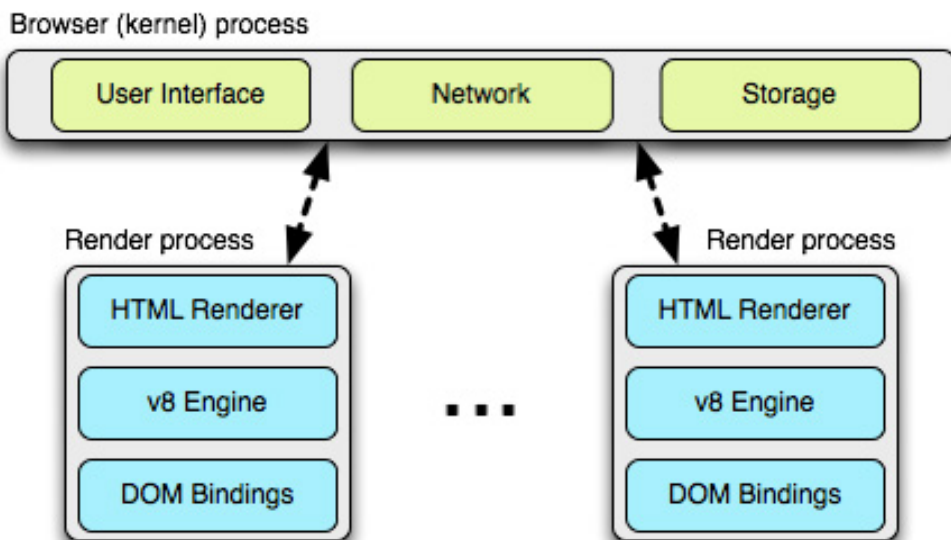 Browser (kernel) process
User Interface
Network
Storage
Render process
Render process
HTML Renderer
HTML Renderer
v8 Engine
v8 Engine
...
DOM Bindings
DOM Bindings